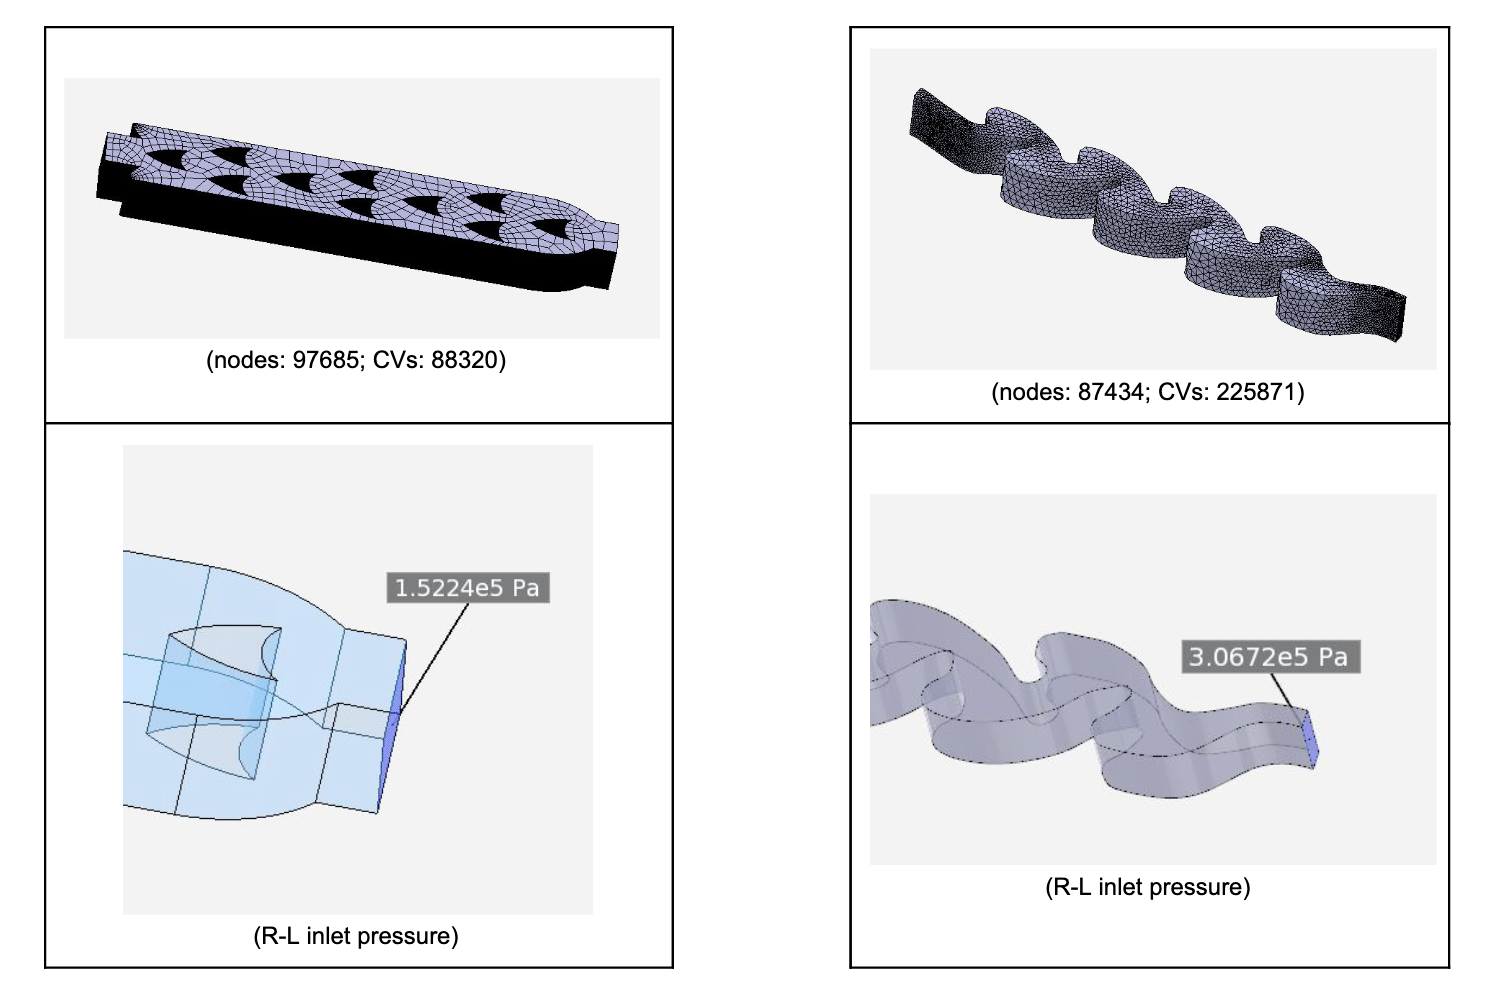 (nodes: 97685; CVs: 88320)
(nodes: 87434; CVs: 225871)
1.5224e5 Pa
(R-L inlet pressure)
3.0672e5 Pa
(R-L inlet pressure)